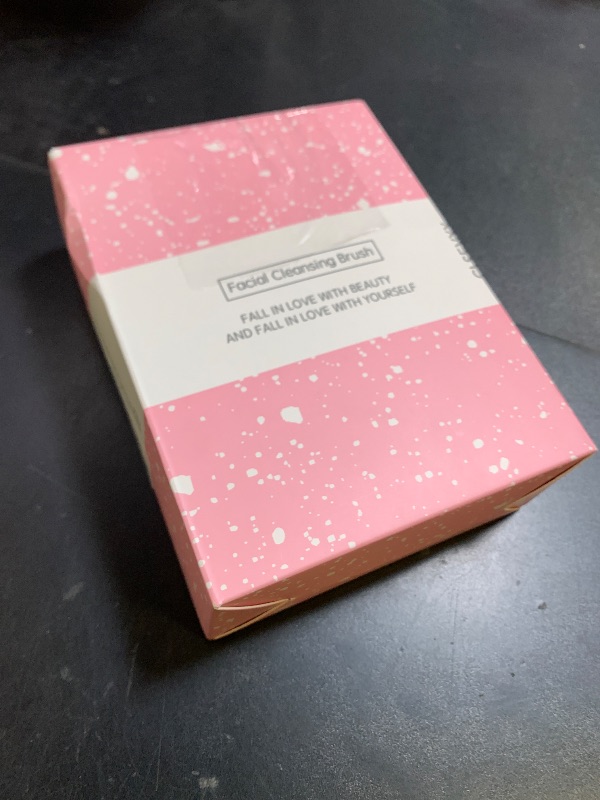 Facial Cleansing Brush
FALL IN LOVE WITH BEAUTY
AND FALL IN LOVE WITH YOURSELF